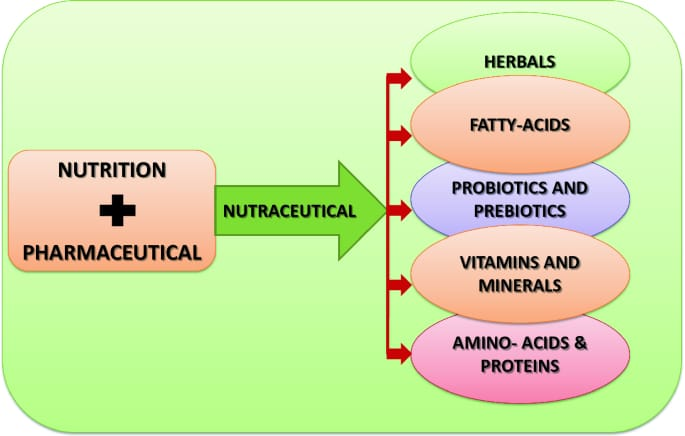 NUTRITION
PHARMACEUTICAL
NUTRACEUTICAL
HERBALS
FATTY-ACIDS
PROBIOTICS AND
PREBIOTICS
VITAMINS AND
MINERALS
AMINO- ACIDS &
PROTEINS